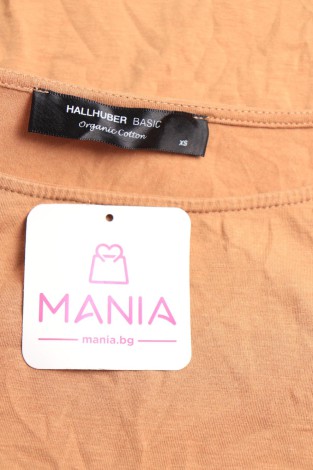 HALLHUBER BASIC
Organic Cotton
XS
MANIA
mania.bg